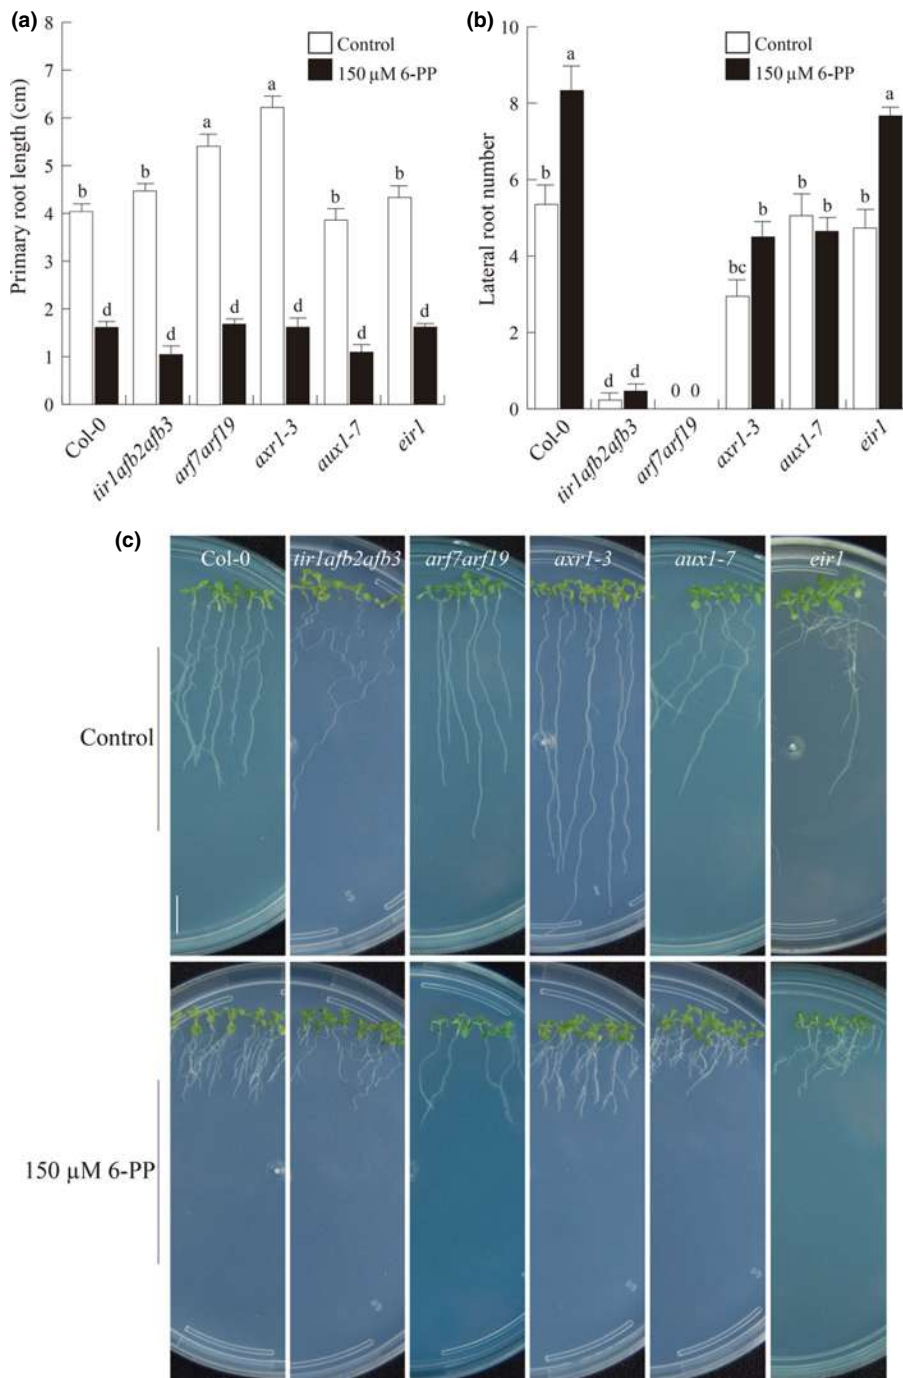 (a)
8
7
6
5
4
3
2
1
0
Primary root length (cm)
Control
150 µM 6-PP
b
d
b
d
a
d
a
d
b
d
b
d
Col-0
tir1afb2afb3
arf7arf19
axr1-3
aux1-7
eir1
(b)
10
8
6
4
2
0
Lateral root number
Control
150 µM 6-PP
b
a
d
d
0 0
bc
b
b
b
b
a
Col-0
tir1afb2afb3
arf7arf19
axr1-3
aux1-7
eir1
(c)
Col-0
tir1afb2afb3
arf7arf19
axr1-3
aux1-7
eir1
Control
150 µM 6-PP